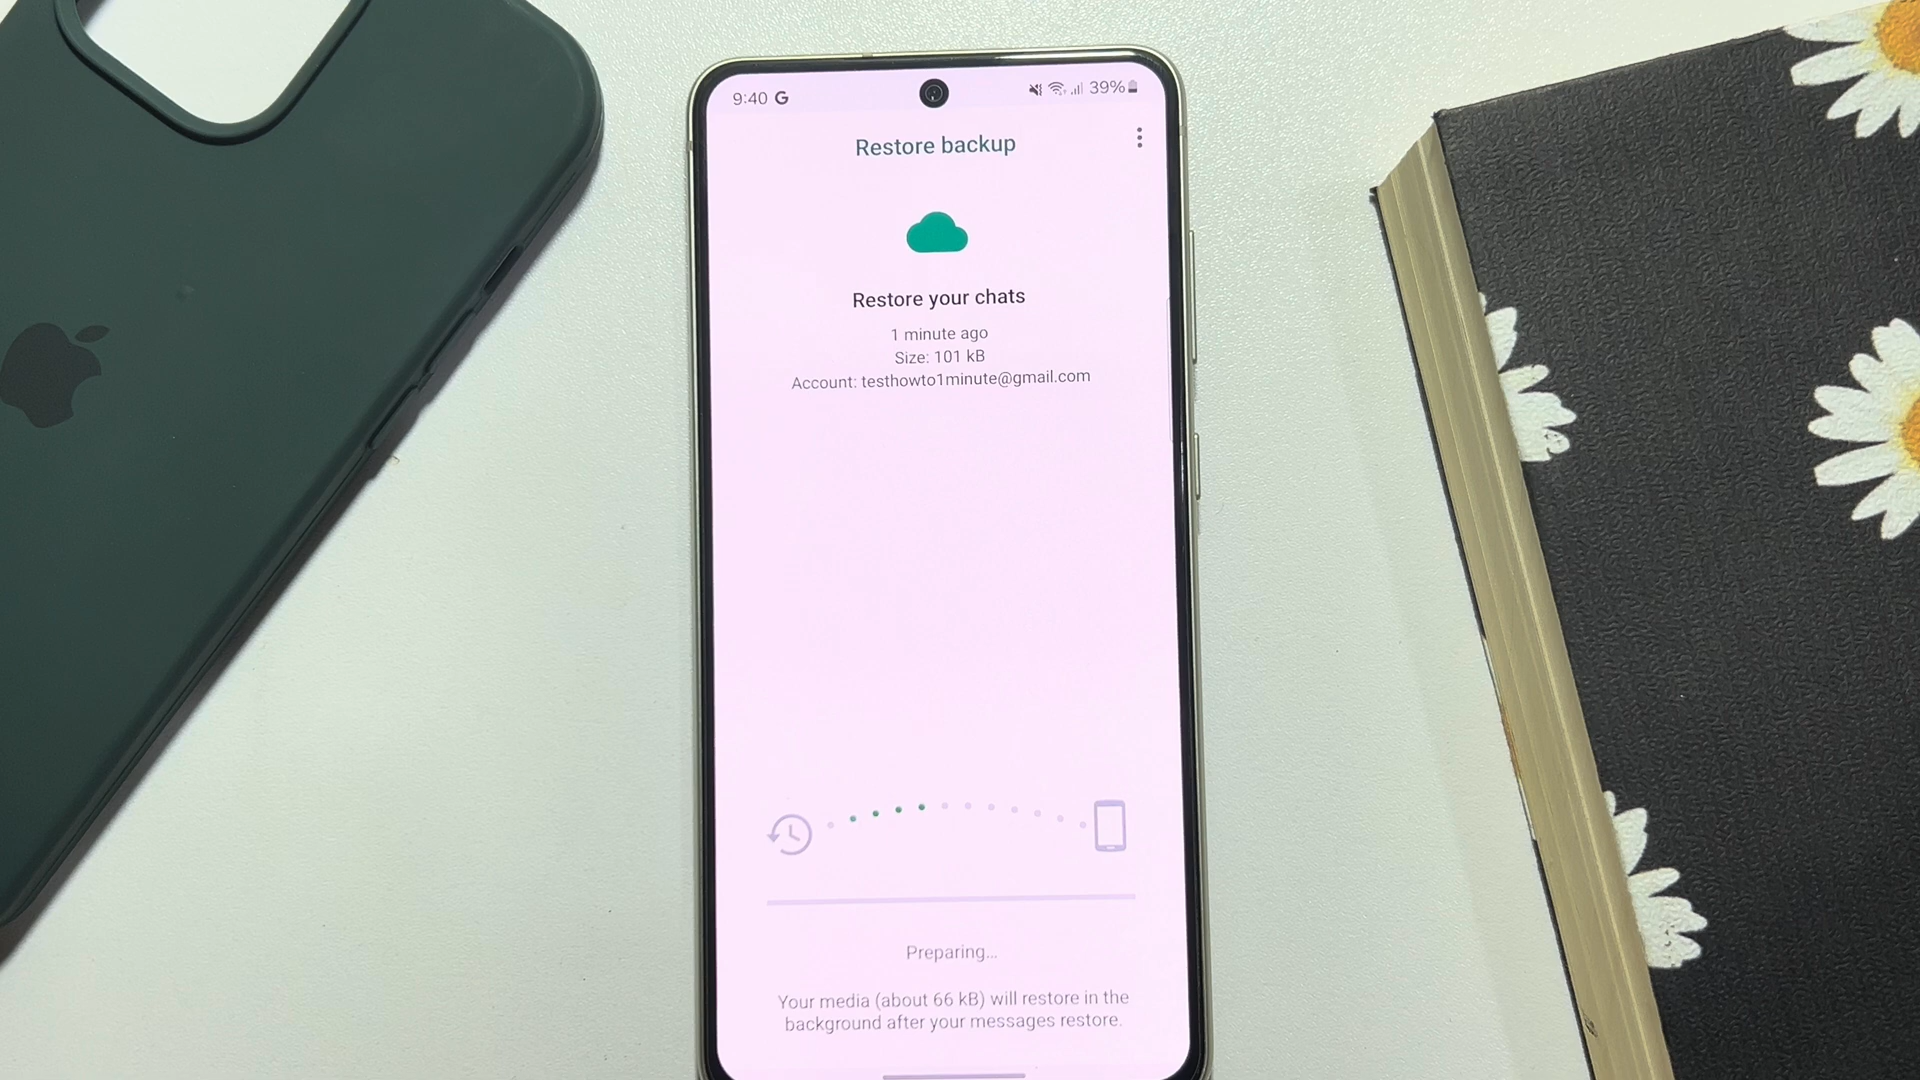 9:40 G 39%
Restore backup
Restore your chats
1 minute ago
Size: 101 kB
Account: testhowto1minute@gmail.com
Preparing...
Your media (about 66 kB) will restore in the
background after your messages restore.